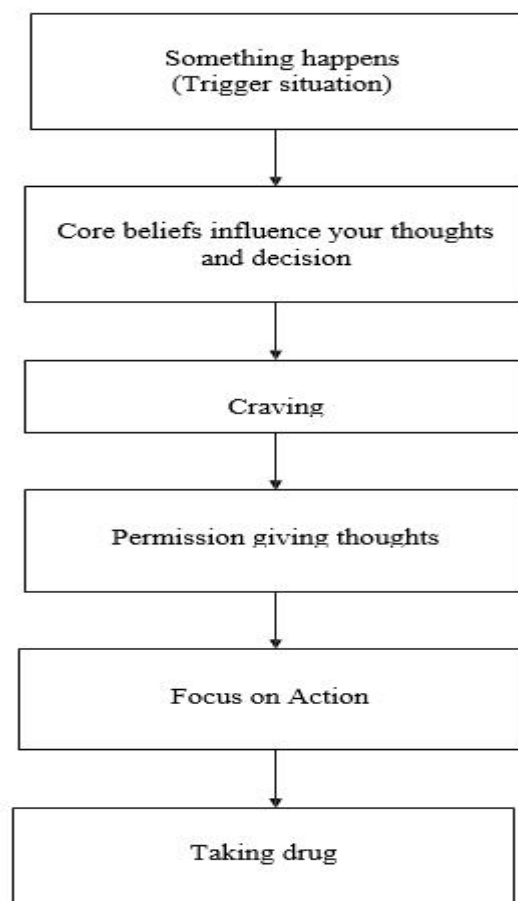 Something happens
(Trigger situation)
Core beliefs influence your thoughts
and decision
Craving
Permission giving thoughts
Focus on Action
Taking drug